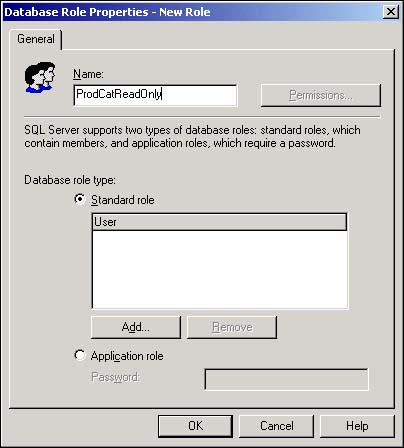 Database Role Properties - New Role
General
Name:
ProdCatReadOnly
Permissions...
SQL Server supports two types of database roles: standard roles, which
contain members, and application roles, which require a password.
Database role type:
Standard role
User
Add...
Remove
Application role
Password:
OK
Cancel
Help